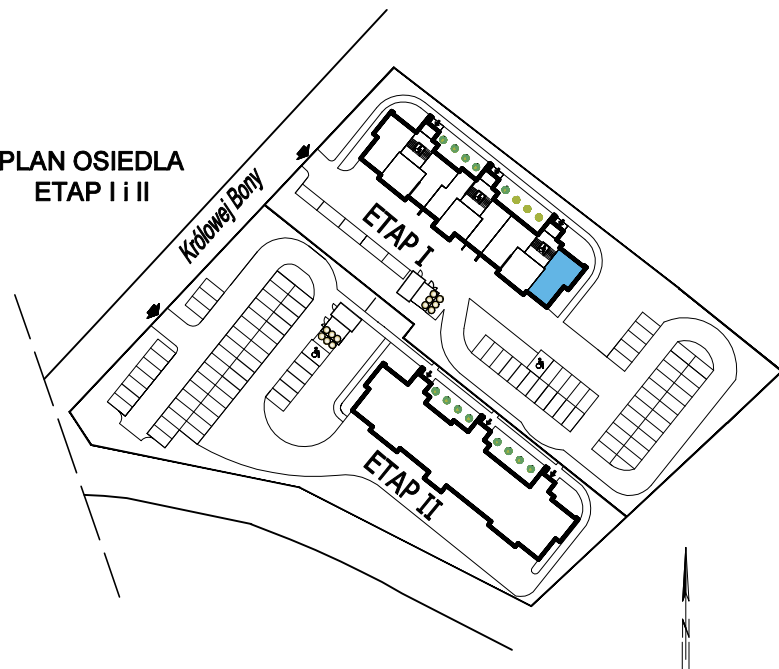 PLAN OSIEDLA
ETAP I i II
Królowej Bony
ETAP I
ETAP II
N